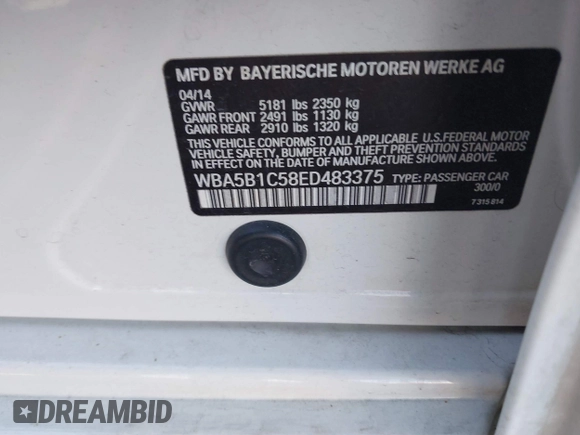 MFD BY BAYERISCHE MOTOREN WERKE AG
04/14
GVWR 5181 lbs 2350 kg
GAWR FRONT 2491 lbs 1130 kg
GAWR REAR 2910 lbs 1320 kg
THIS VEHICLE CONFORMS TO ALL APPLICABLE U.S.FEDERAL MOTOR
VEHICLE SAFETY, BUMPER, AND THEFT PREVENTION STANDARDS
IN EFFECT ON THE DATE OF MANUFACTURE SHOWN ABOVE.
WBA5B1C58ED483375 TYPE: PASSENGER CAR
300/0
7 315 814
DREAMBID